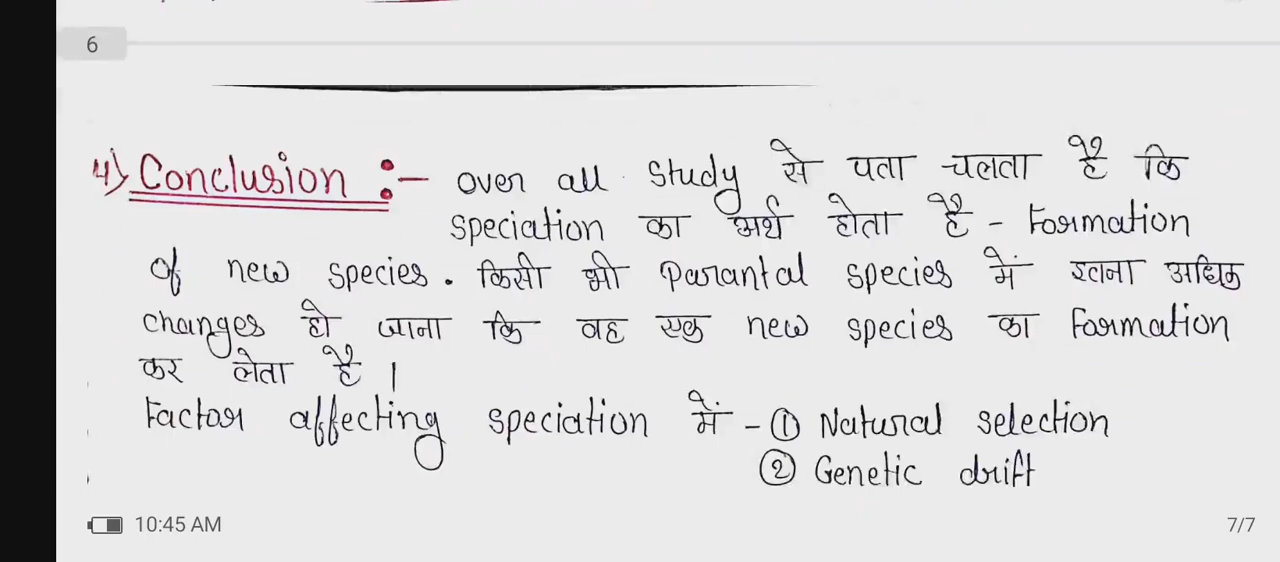 6
4) Conclusion :- over all study से पता चलता है कि
speciation का अर्थ होता है - Formation
of new species. किसी भी Parantal species में इतना अधिक
changes हो जाना कि वह एक new species का Formation
कर लेता है ।
Factor affecting speciation में - ① Natural selection
② Genetic drift
10:45 AM
7/7